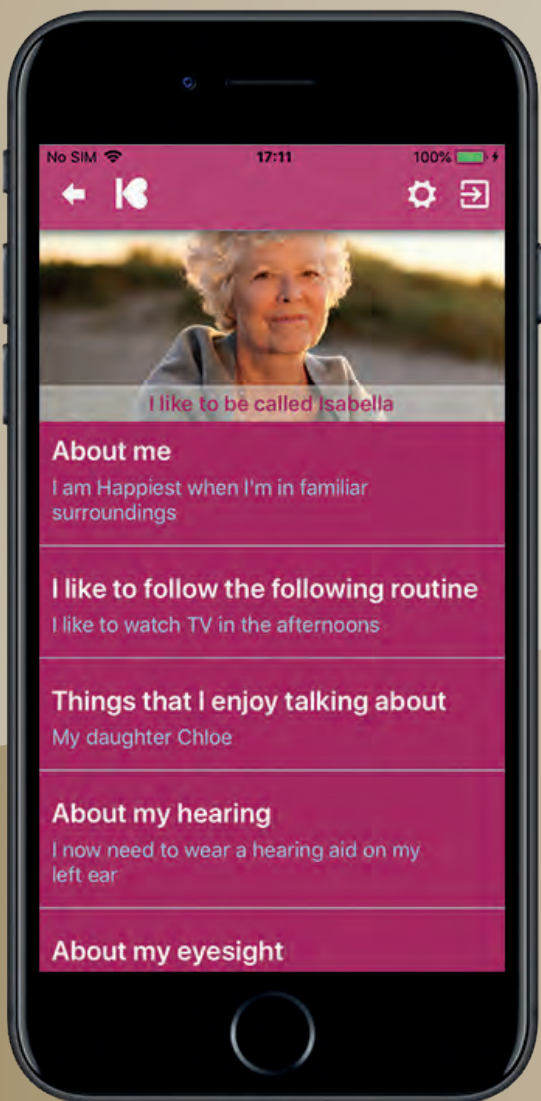 No SIM 17:11 100%
I like to be called Isabella
About me
I am Happiest when I'm in familiar
surroundings
I like to follow the following routine
I like to watch TV in the afternoons
Things that I enjoy talking about
My daughter Chloe
About my hearing
I now need to wear a hearing aid on my
left ear
About my eyesight